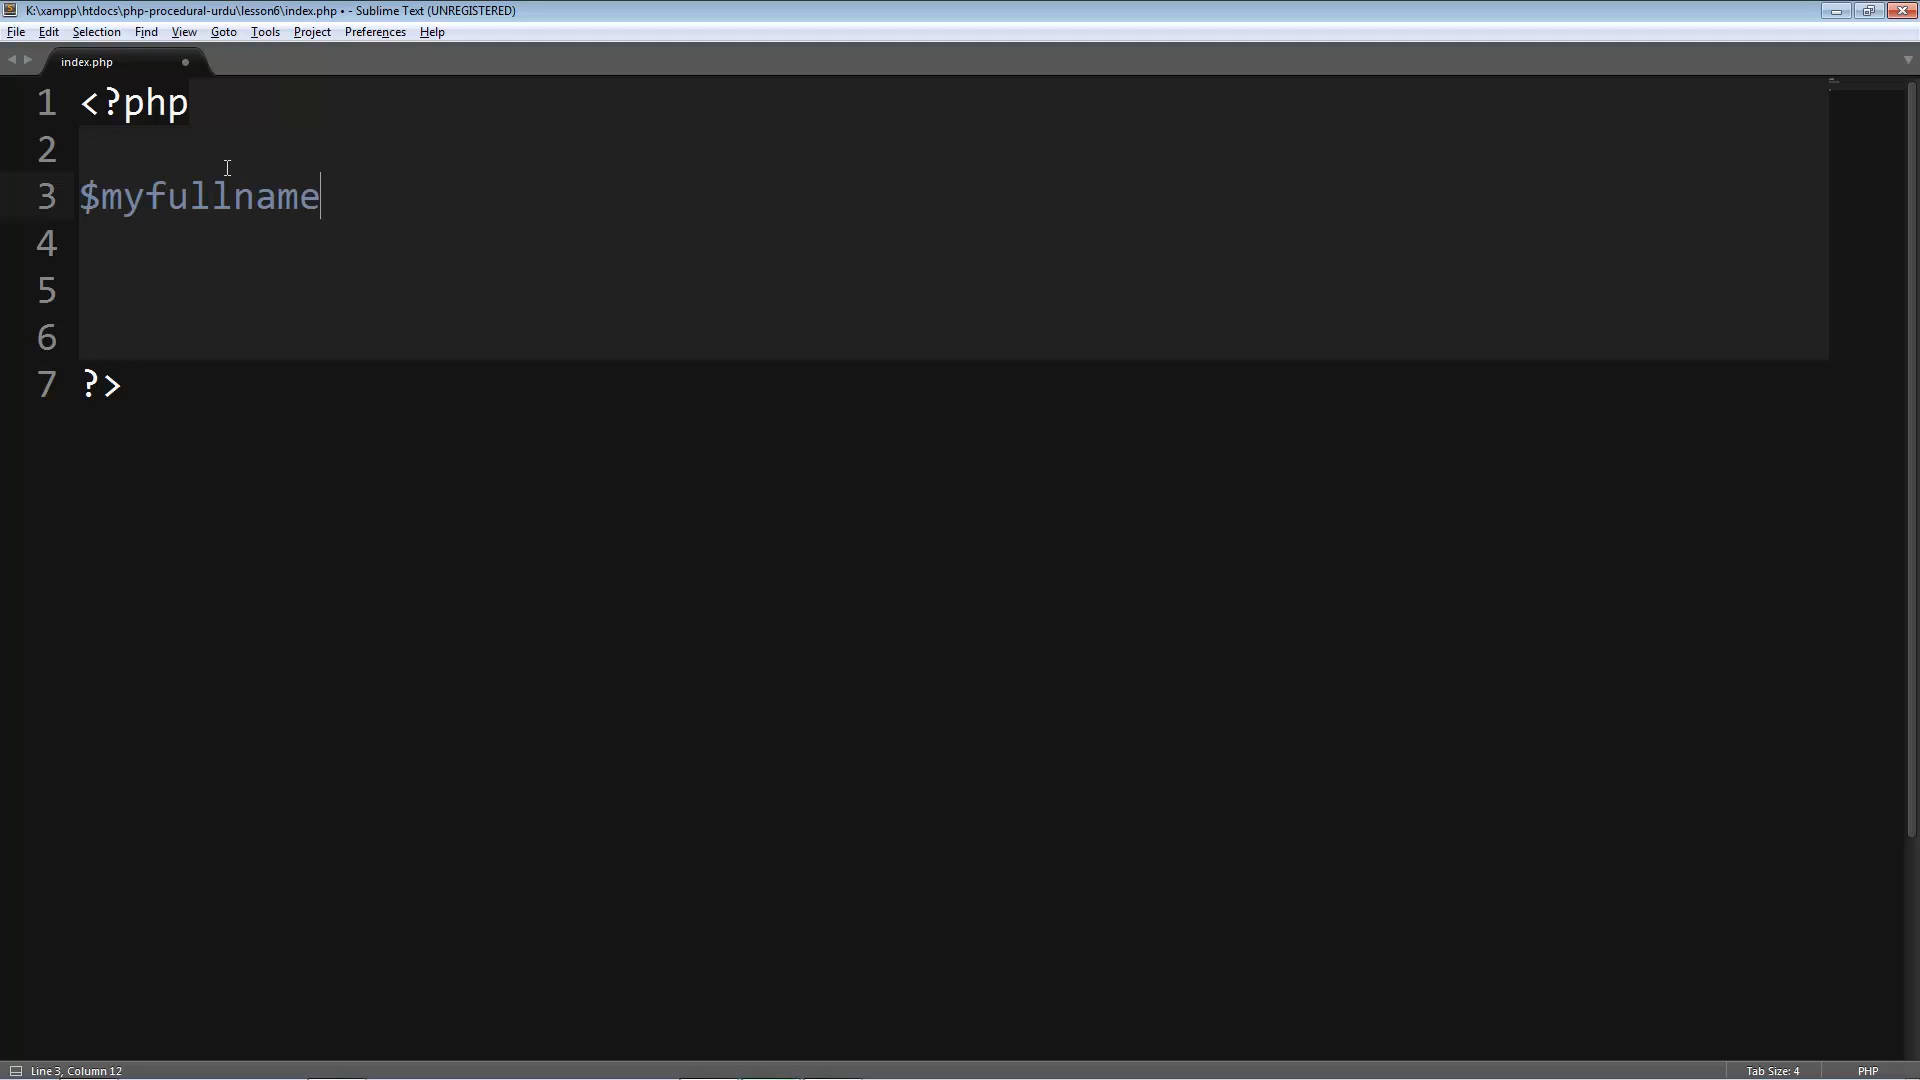 K:\xampp\htdocs\php-procedural-urdu\lesson6\index.php • - Sublime Text (UNREGISTERED)
File Edit Selection Find View Goto Tools Project Preferences Help
index.php
1 <?php
2
3 $myfullname
4
5
6
7 ?>
Line 3, Column 12 Tab Size: 4 PHP